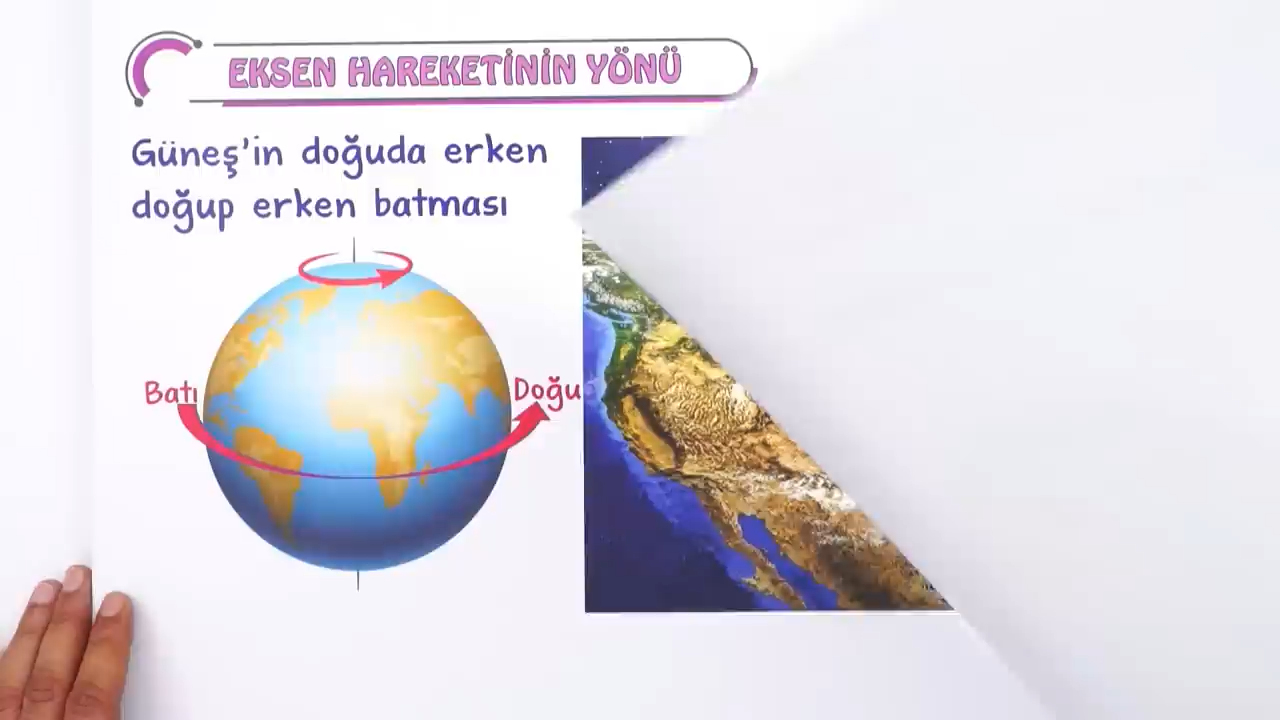 EKSEN HAREKETİNİN YÖNÜ
Güneş'in doğuda erken
doğup erken batması
Batı
Doğu